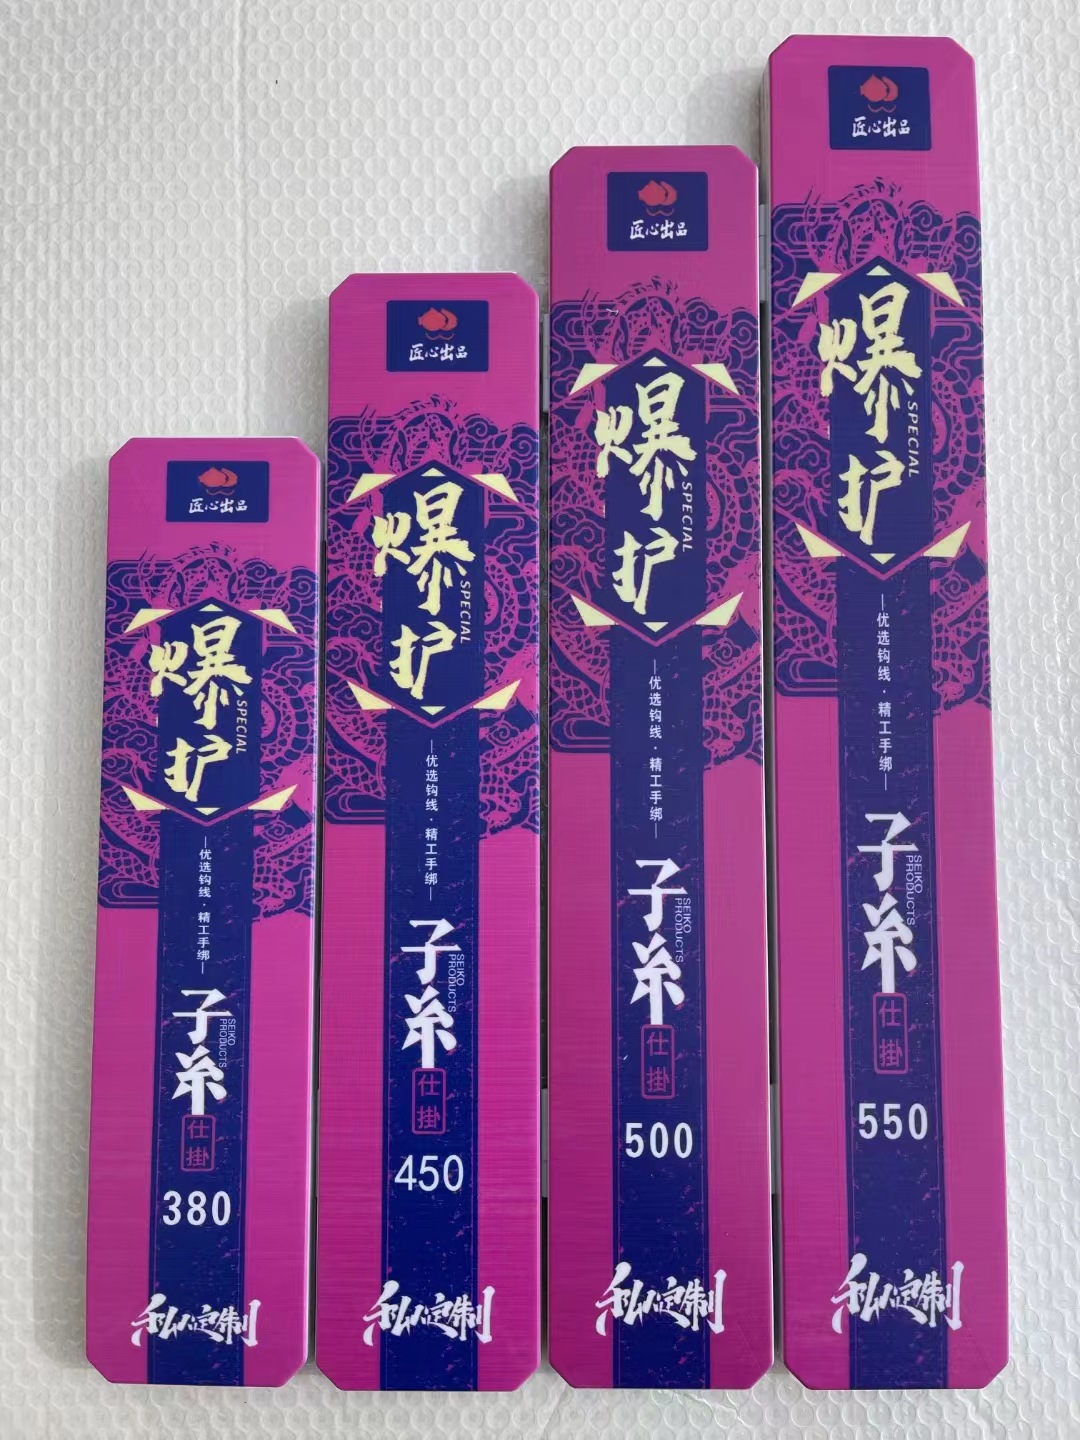 匠心出品
爆护
SPECIAL
—优选钩线·精工手绑—
子糸
SEIKO
PRODUCTS
仕掛
380
私人定制
匠心出品
爆护
SPECIAL
—优选钩线·精工手绑—
子糸
SEIKO
PRODUCTS
仕掛
450
私人定制
匠心出品
爆护
SPECIAL
—优选钩线·精工手绑—
子糸
SEIKO
PRODUCTS
仕掛
500
私人定制
匠心出品
爆护
SPECIAL
—优选钩线·精工手绑—
子糸
SEIKO
PRODUCTS
仕掛
550
私人定制